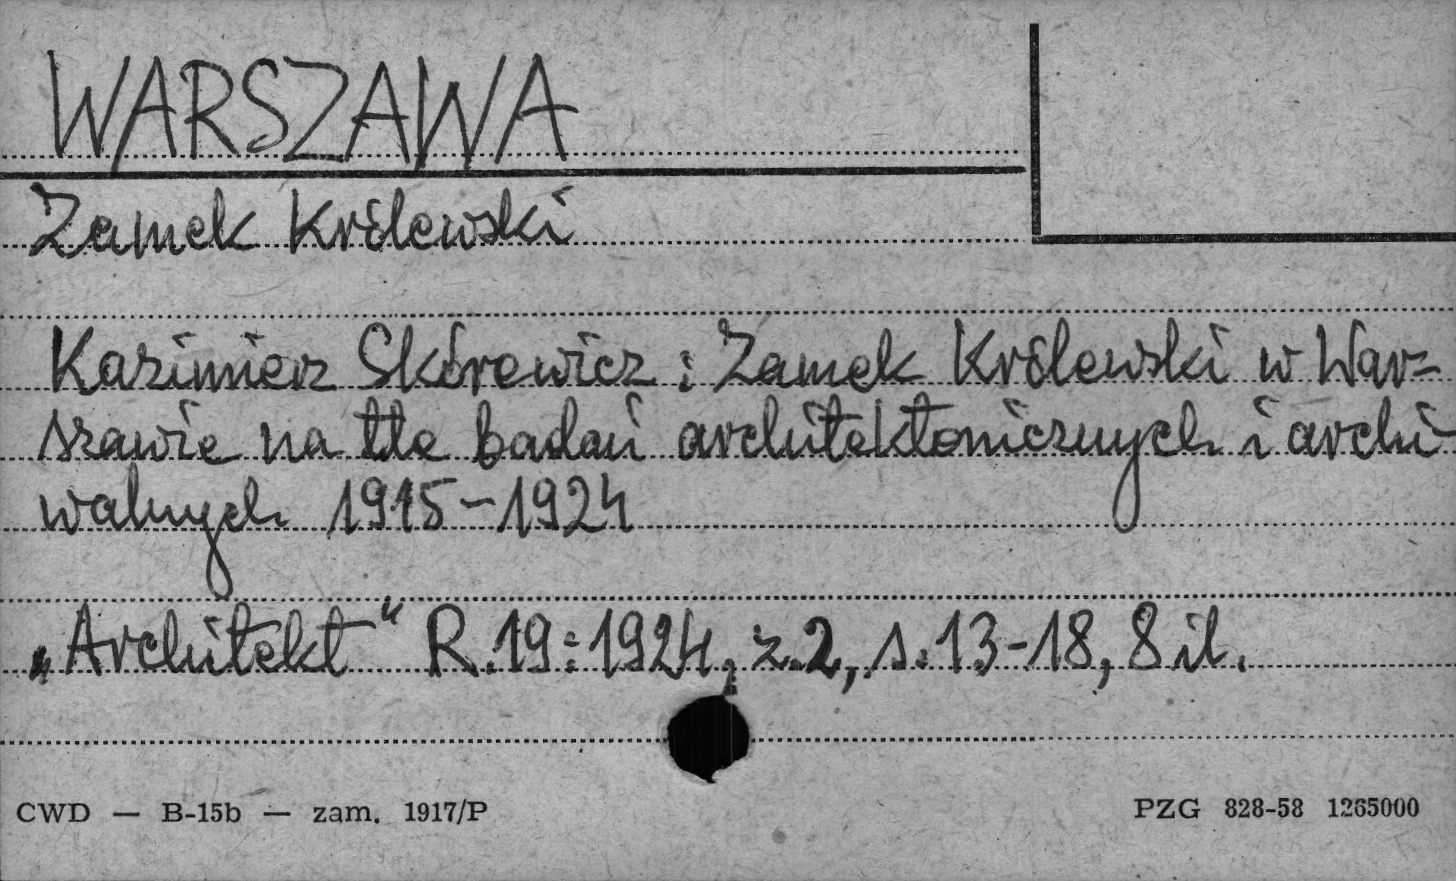 WARSZAWA
Zamek Królewski
Kazimierz Skórewicz : Zamek Królewski w War-
szawie na tle badań architektonicznych i archi-
walnych 1915-1924
„Architekt" R.19:1924, z.2, s.13-18, 8 il.
CWD — B-15b — zam. 1917/P
PZG 828-58 1265000